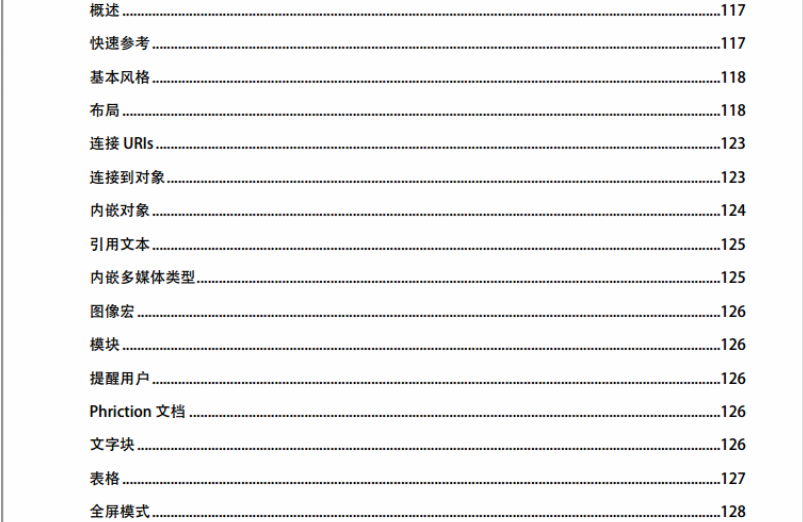 概述........................................117
快速参考........................................117
基本风格........................................118
布局........................................118
连接 URIs........................................123
连接到对象........................................123
内嵌对象........................................124
引用文本........................................125
内嵌多媒体类型........................................125
图像宏........................................126
模块........................................126
提醒用户........................................126
Phriction 文档........................................126
文字块........................................126
表格........................................127
全屏模式........................................128